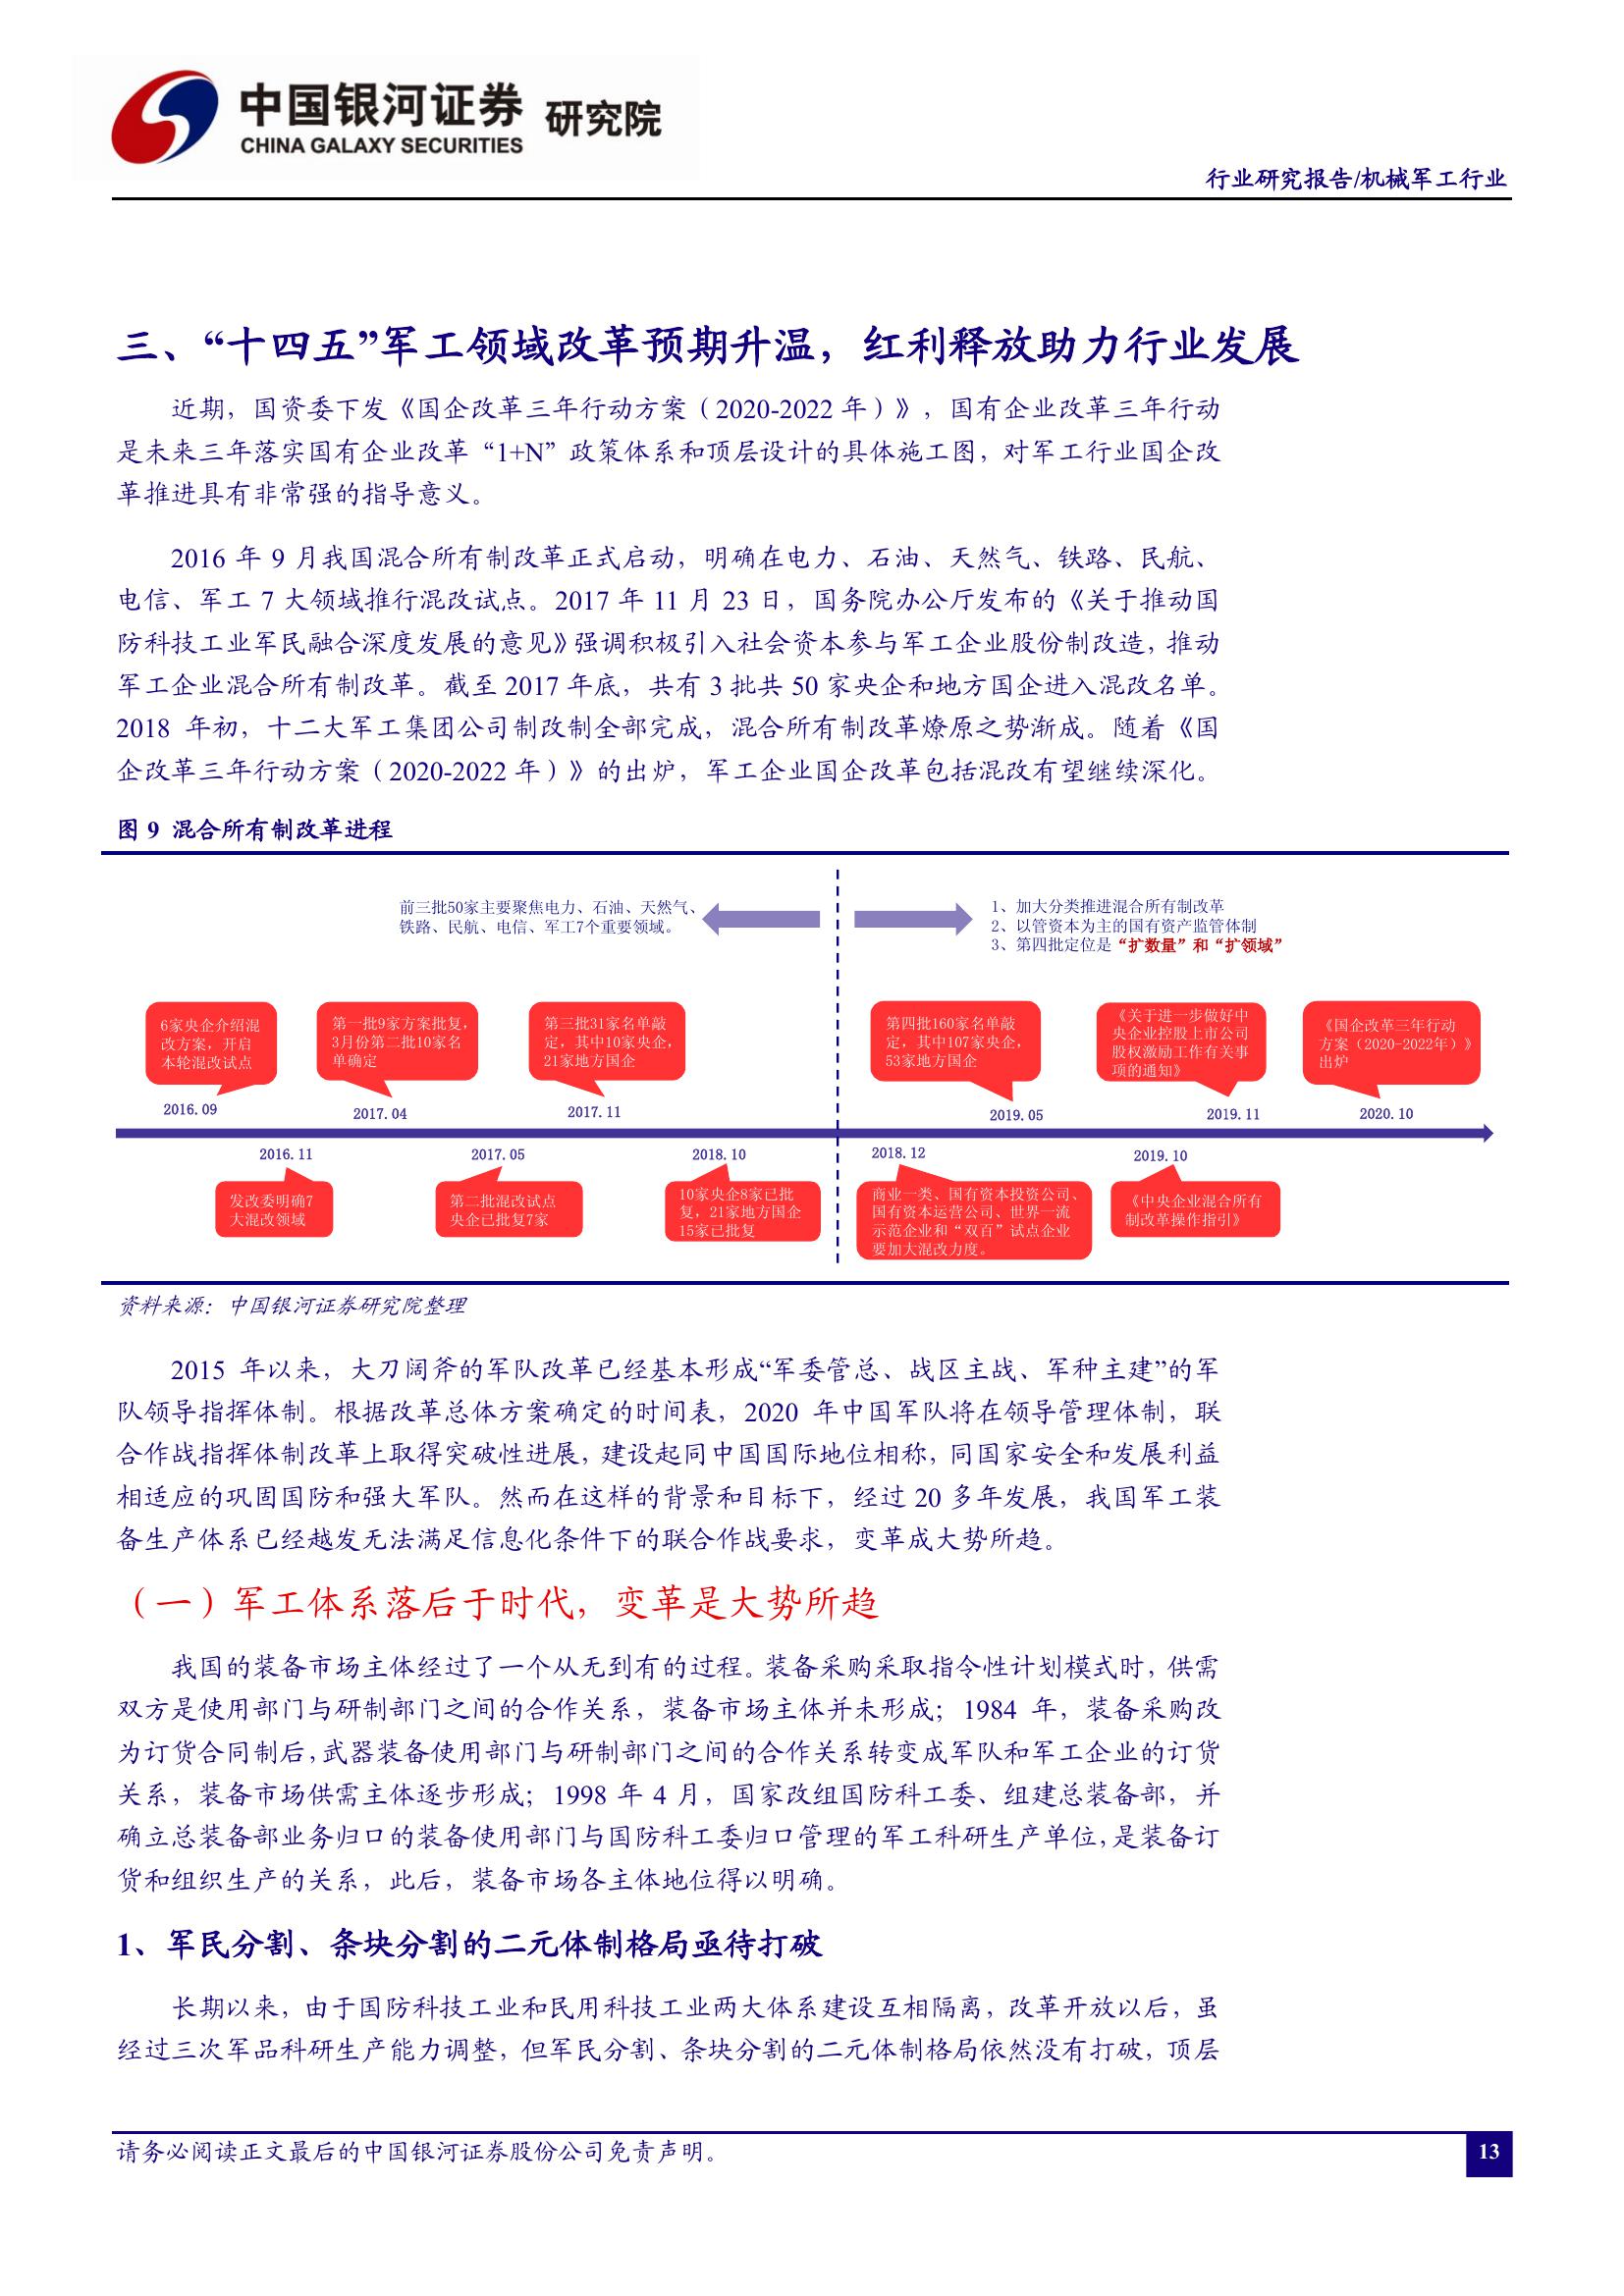 中国银河证券 研究院
CHINA GALAXY SECURITIES
行业研究报告/机械军工行业
三、“十四五”军工领域改革预期升温，红利释放助力行业发展
近期，国资委下发《国企改革三年行动方案（2020-2022 年）》，国有企业改革三年行动
是未来三年落实国有企业改革“1+N”政策体系和顶层设计的具体施工图，对军工行业国企改
革推进具有非常强的指导意义。
2016 年 9 月我国混合所有制改革正式启动，明确在电力、石油、天然气、铁路、民航、
电信、军工 7 大领域推行混改试点。2017 年 11 月 23 日，国务院办公厅发布的《关于推动国
防科技工业军民融合深度发展的意见》强调积极引入社会资本参与军工企业股份制改造，推动
军工企业混合所有制改革。截至 2017 年底，共有 3 批共 50 家央企和地方国企进入混改名单。
2018 年初，十二大军工集团公司制改制全部完成，混合所有制改革燎原之势渐成。随着《国
企改革三年行动方案（2020-2022 年）》的出炉，军工企业国企改革包括混改有望继续深化。
图 9 混合所有制改革进程
前三批50家主要聚焦电力、石油、天然气、
铁路、民航、电信、军工7个重要领域。
1、加大分类推进混合所有制改革
2、以管资本为主的国有资产监管体制
3、第四批定位是“扩数量”和“扩领域”
6家央企介绍混
改方案，开启
本轮混改试点
2016.09
第一批9家方案批复，
3月份第二批10家名
单确定
2017.04
第三批31家名单敲
定，其中10家央企，
21家地方国企
2017.11
第四批160家名单敲
定，其中107家央企，
53家地方国企
2019.05
《关于进一步做好中
央企业控股上市公司
股权激励工作有关事
项的通知》
2019.11
《国企改革三年行动
方案（2020-2022年）》
出炉
2020.10
2016.11
发改委明确7
大混改领域
2017.05
第二批混改试点
央企已批复7家
2018.10
10家央企8家已批
复，21家地方国企
15家已批复
2018.12
商业一类、国有资本投资公司、
国有资本运营公司、世界一流
示范企业和“双百”试点企业
要加大混改力度。
2019.10
《中央企业混合所有
制改革操作指引》
资料来源：中国银河证券研究院整理
2015 年以来，大刀阔斧的军队改革已经基本形成“军委管总、战区主战、军种主建”的军
队领导指挥体制。根据改革总体方案确定的时间表，2020 年中国军队将在领导管理体制，联
合作战指挥体制改革上取得突破性进展，建设起同中国国际地位相称，同国家安全和发展利益
相适应的巩固国防和强大军队。然而在这样的背景和目标下，经过 20 多年发展，我国军工装
备生产体系已经越发无法满足信息化条件下的联合作战要求，变革成大势所趋。
（一）军工体系落后于时代，变革是大势所趋
我国的装备市场主体经过了一个从无到有的过程。装备采购采取指令性计划模式时，供需
双方是使用部门与研制部门之间的合作关系，装备市场主体并未形成；1984 年，装备采购改
为订货合同制后，武器装备使用部门与研制部门之间的合作关系转变成军队和军工企业的订货
关系，装备市场供需主体逐步形成；1998 年 4 月，国家改组国防科工委、组建总装备部，并
确立总装备部业务归口的装备使用部门与国防科工委归口管理的军工科研生产单位，是装备订
货和组织生产的关系，此后，装备市场各主体地位得以明确。
1、军民分割、条块分割的二元体制格局亟待打破
长期以来，由于国防科技工业和民用科技工业两大体系建设互相隔离，改革开放以后，虽
经过三次军品科研生产能力调整，但军民分割、条块分割的二元体制格局依然没有打破，顶层
请务必阅读正文最后的中国银河证券股份公司免责声明。
13